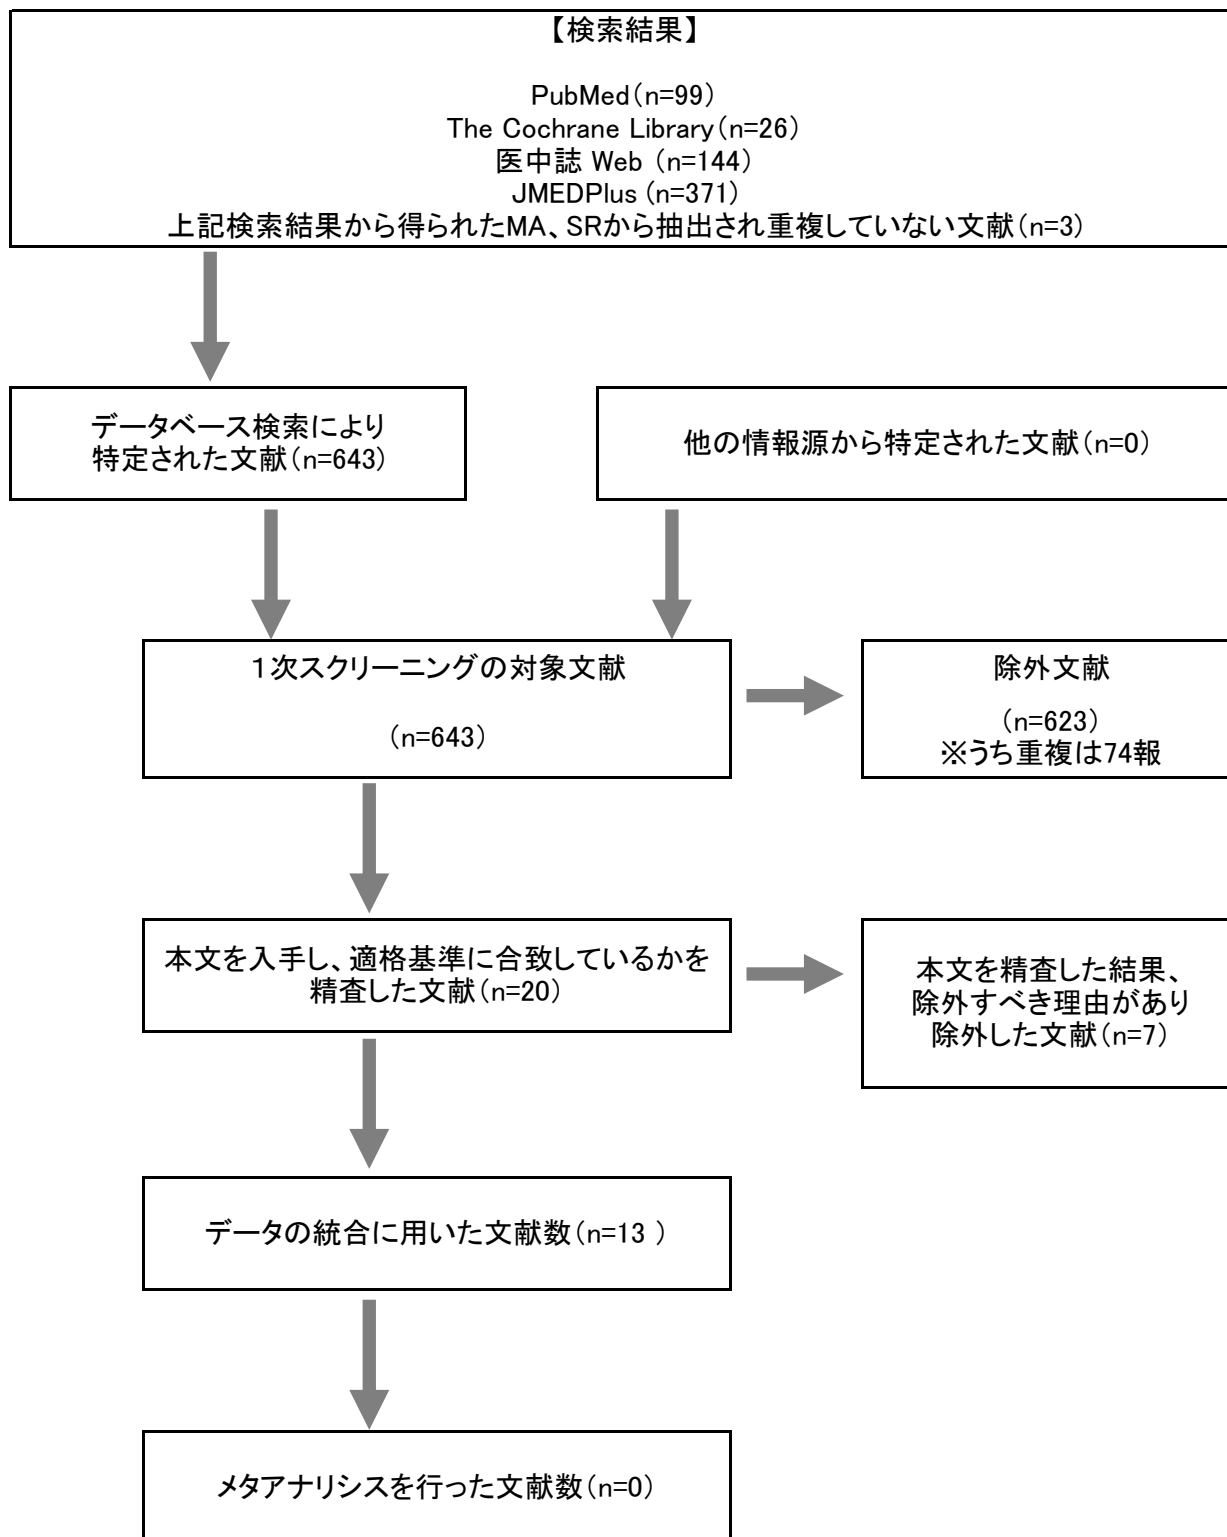 【検索結果】
PubMed(n=99)
The Cochrane Library(n=26)
医中誌 Web (n=144)
JMEDPlus (n=371)
上記検索結果から得られたMA、SRから抽出され重複していない文献(n=3)
データベース検索により
特定された文献(n=643)
他の情報源から特定された文献(n=0)
1次スクリーニングの対象文献
(n=643)
除外文献
(n=623)
※うち重複は74報
本文を入手し、適格基準に合致しているかを
精査した文献(n=20)
本文を精査した結果、
除外すべき理由があり
除外した文献(n=7)
データの統合に用いた文献数(n=13 )
メタアナリシスを行った文献数(n=0)